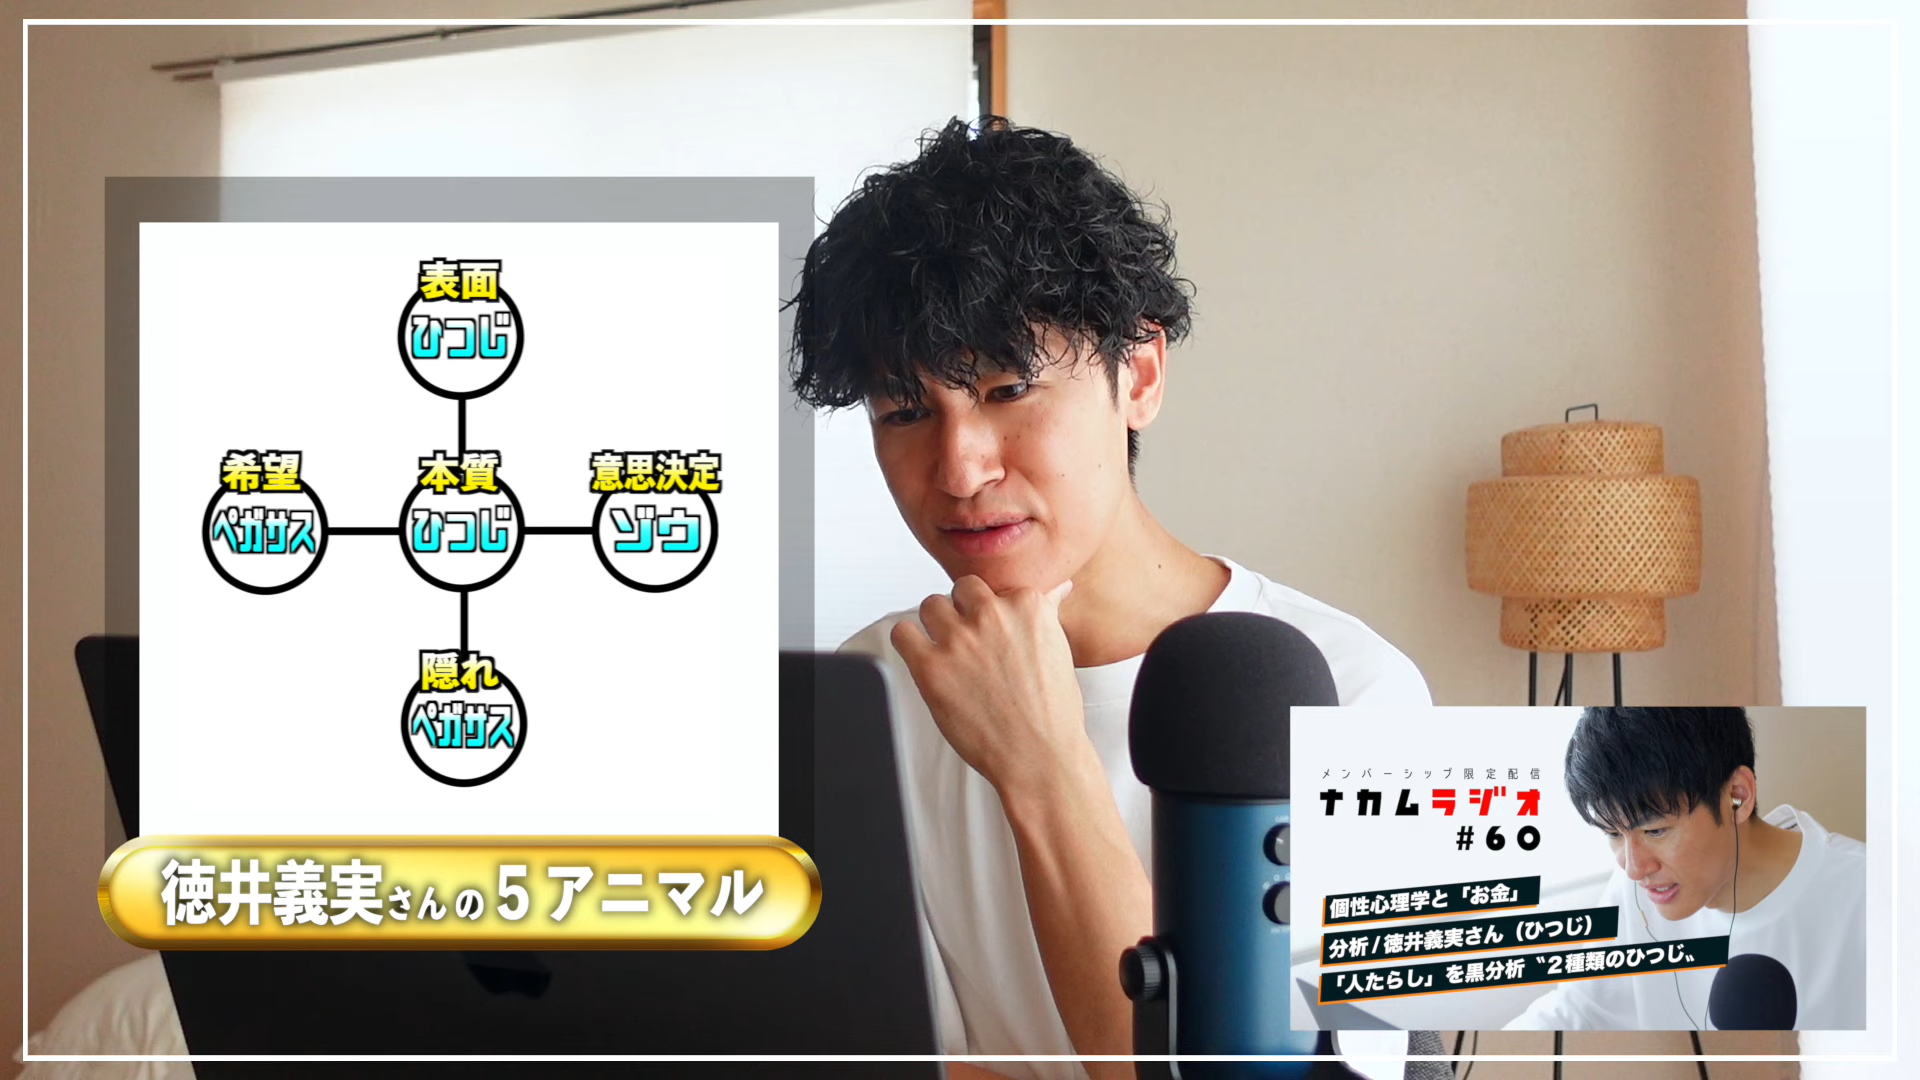 表面
ひつじ
希望
ペガサス
本質
ひつじ
意思決定
ゾウ
隠れ
ペガサス
徳井義実さんの5アニマル
メンバーシップ限定配信
ナカムラジオ
#60
個性心理学と「お金」
分析/徳井義実さん（ひつじ）
「人たらし」を黒分析〝2種類のひつじ〟